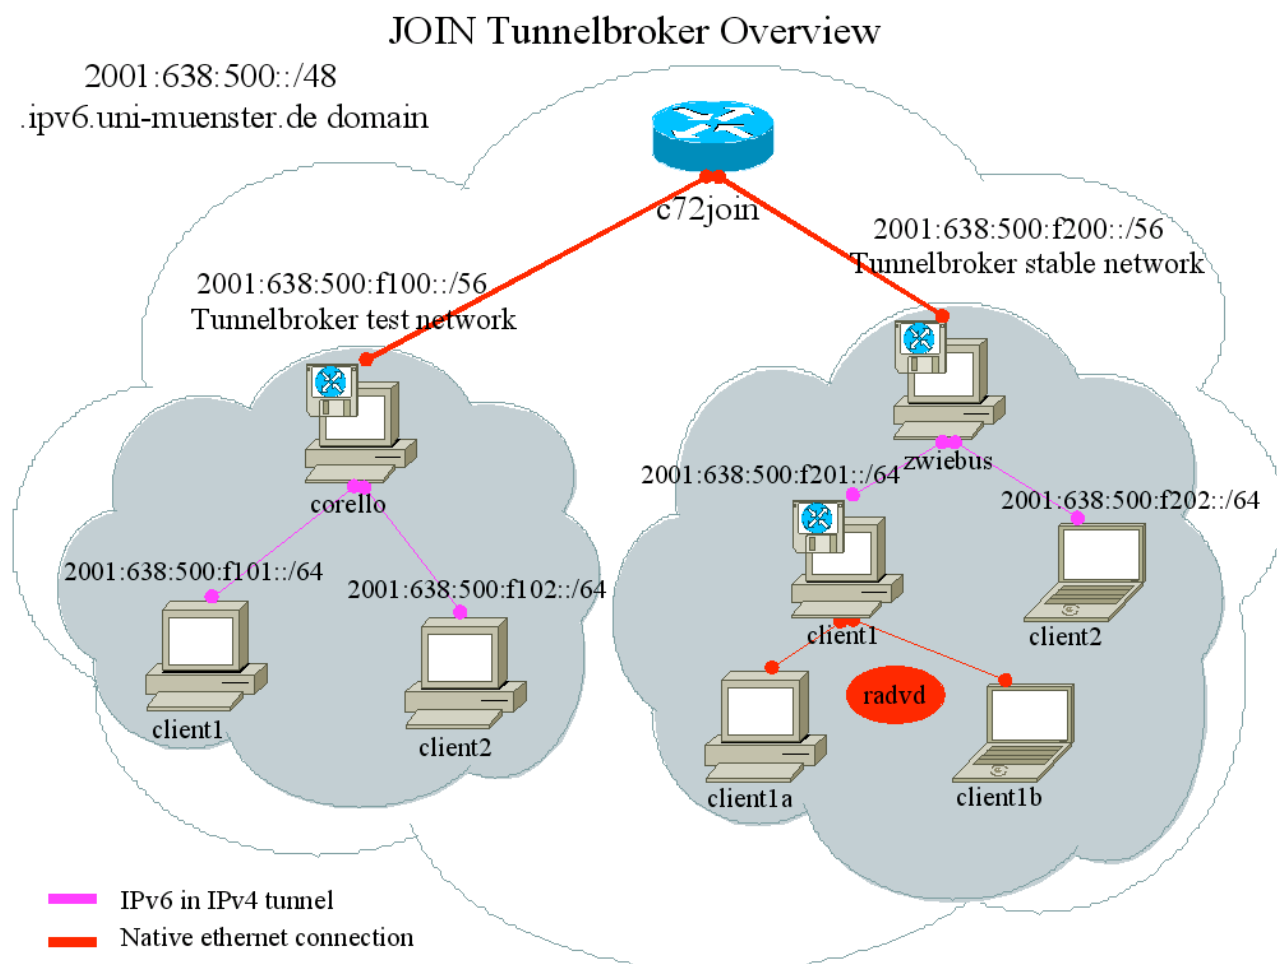 JOIN Tunnelbroker Overview
2001:638:500::/48
.ipv6.uni-muenster.de domain
c72join
2001:638:500:f200::/56
Tunnelbroker stable network
2001:638:500:f100::/56
Tunnelbroker test network
zwiebus
2001:638:500:f201::/64
2001:638:500:f202::/64
corello
2001:638:500:f101::/64
2001:638:500:f102::/64
client1
client2
radvd
client1
client2
client1a
client1b
IPv6 in IPv4 tunnel
Native ethernet connection